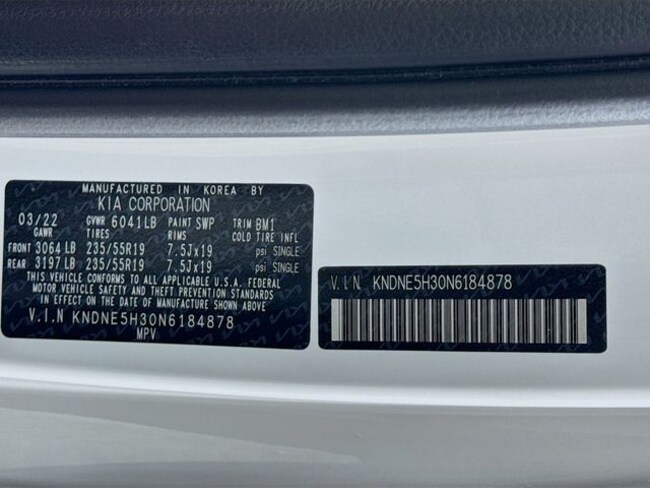 MANUFACTURED IN KOREA BY
KIA CORPORATION
03/22 GVWR 6041LB PAINT SWP TRIM BM1
GAWR TIRES RIMS COLD TIRE INFL
FRONT 3064 LB 235/55R19 7.5Jx19 psi SINGLE
REAR 3197 LB 235/55R19 7.5Jx19 psi SINGLE
THIS VEHICLE CONFORMS TO ALL APPLICABLE U.S.A. FEDERAL
MOTOR VEHICLE SAFETY AND THEFT PREVENTION STANDARDS
IN EFFECT ON THE DATE OF MANUFACTURE SHOWN ABOVE
V.I.N KNDNE5H30N6184878
MPV
V.I.N. KNDNE5H30N6184878